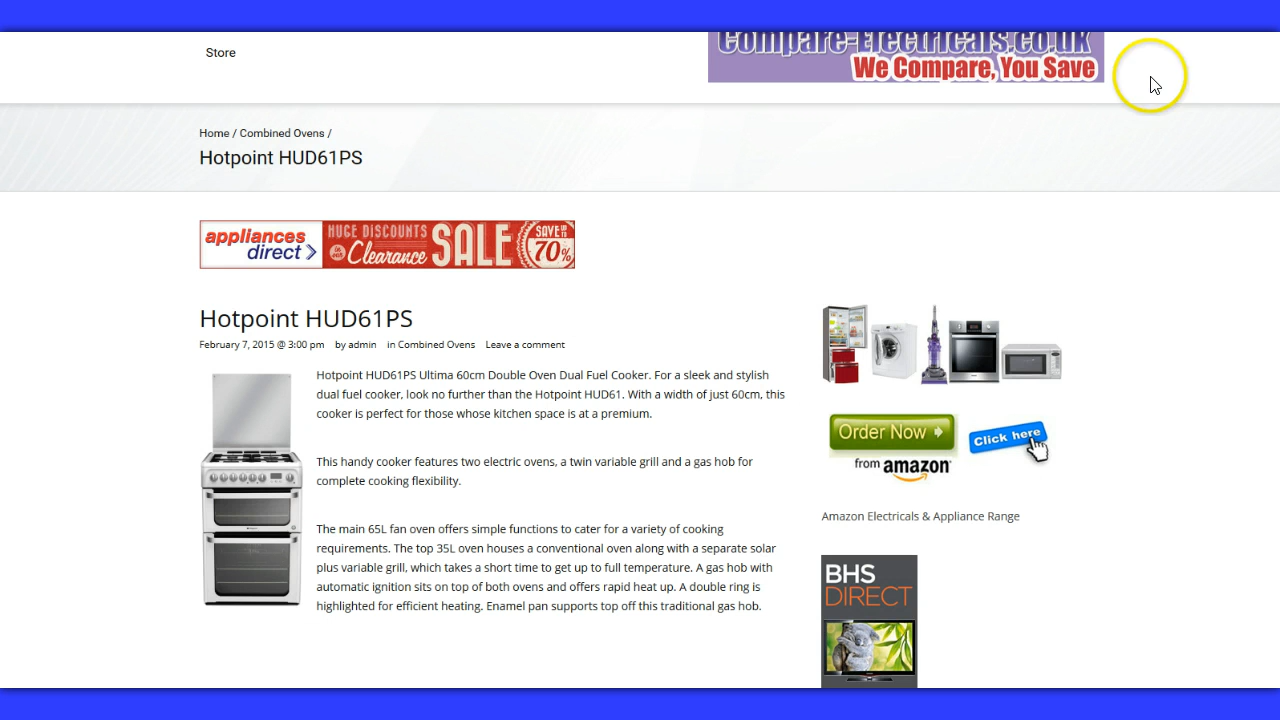 Store
Compare-Electricals.co.uk
We Compare, You Save
Home / Combined Ovens /
Hotpoint HUD61PS
appliances
direct
HUGE DISCOUNTS
in our Clearance
SALE
SAVE UP TO
70%
Hotpoint HUD61PS
February 7, 2015 @ 3:00 pm by admin in Combined Ovens Leave a comment
Hotpoint HUD61PS Ultima 60cm Double Oven Dual Fuel Cooker. For a sleek and stylish
dual fuel cooker, look no further than the Hotpoint HUD61. With a width of just 60cm, this
cooker is perfect for those whose kitchen space is at a premium.
This handy cooker features two electric ovens, a twin variable grill and a gas hob for
complete cooking flexibility.
The main 65L fan oven offers simple functions to cater for a variety of cooking
requirements. The top 35L oven houses a conventional oven along with a separate solar
plus variable grill, which takes a short time to get up to full temperature. A gas hob with
automatic ignition sits on top of both ovens and offers rapid heat up. A double ring is
highlighted for efficient heating. Enamel pan supports top off this traditional gas hob.
Order Now
from amazon
Click here
Amazon Electricals & Appliance Range
BHS
DIRECT